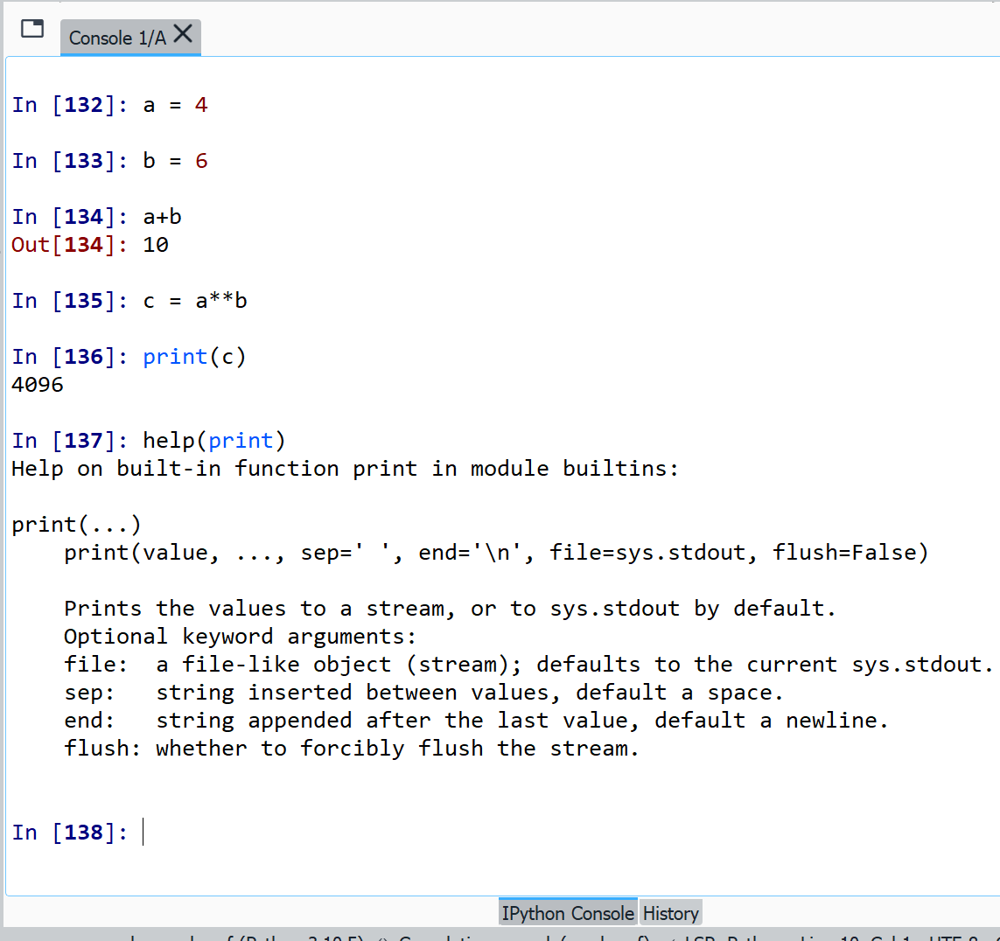 Console 1/A
In [132]: a = 4
In [133]: b = 6
In [134]: a+b
Out[134]: 10
In [135]: c = a**b
In [136]: print(c)
4096
In [137]: help(print)
Help on built-in function print in module builtins:
print(...)
    print(value, ..., sep=' ', end='\n', file=sys.stdout, flush=False)
    Prints the values to a stream, or to sys.stdout by default.
    Optional keyword arguments:
    file:  a file-like object (stream); defaults to the current sys.stdout.
    sep:   string inserted between values, default a space.
    end:   string appended after the last value, default a newline.
    flush: whether to forcibly flush the stream.
In [138]:
IPython Console History